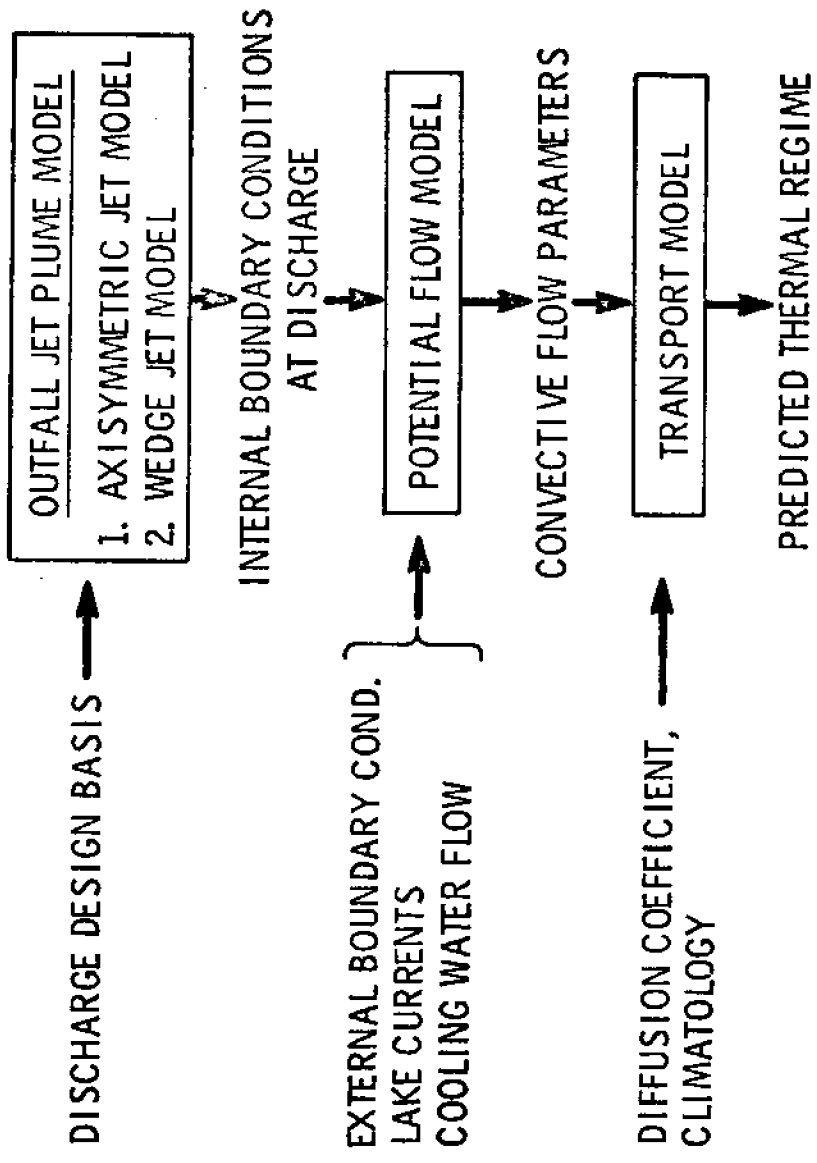 DISCHARGE DESIGN BASIS
OUTFALL JET PLUME MODEL
1. AXISYMMETRIC JET MODEL
2. WEDGE JET MODEL
INTERNAL BOUNDARY CONDITIONS
AT DISCHARGE
EXTERNAL BOUNDARY COND.
LAKE CURRENTS
COOLING WATER FLOW
POTENTIAL FLOW MODEL
CONVECTIVE FLOW PARAMETERS
DIFFUSION COEFFICIENT,
CLIMATOLOGY
TRANSPORT MODEL
PREDICTED THERMAL REGIME